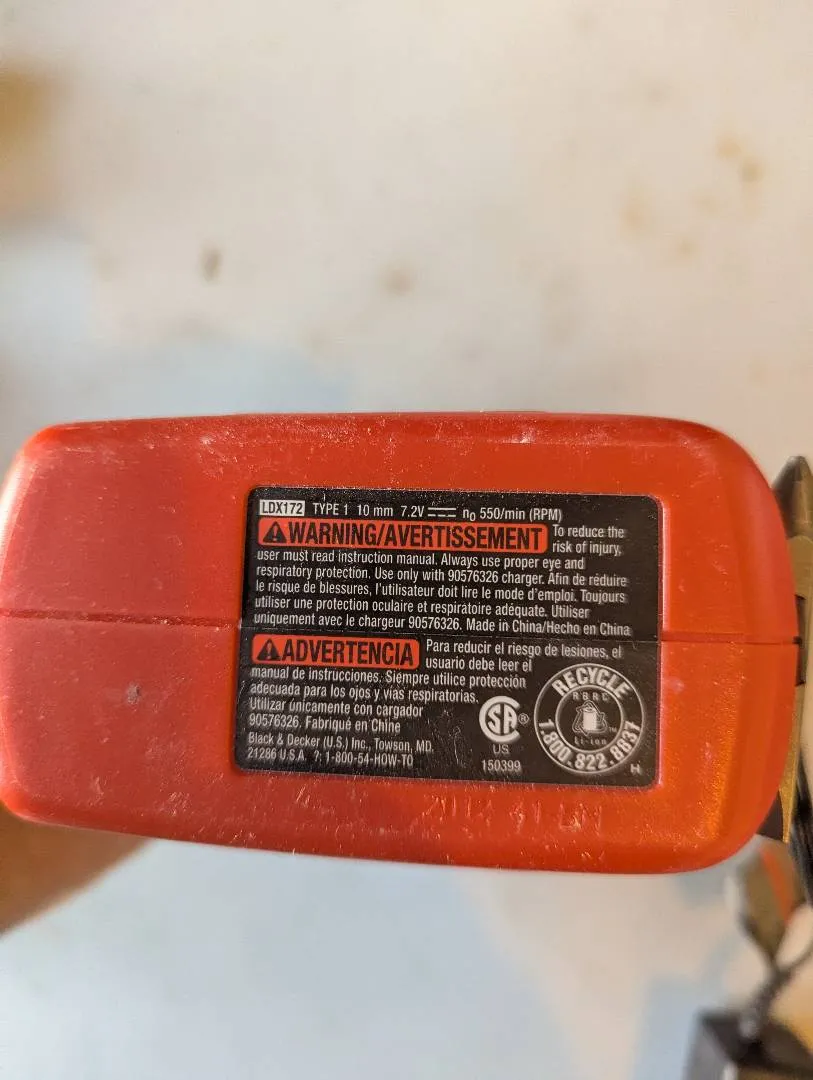 LDX172 TYPE 1 10 mm 7.2V n0 550/min (RPM)
WARNING/AVERTISSEMENT To reduce the
risk of injury,
user must read instruction manual. Always use proper eye and
respiratory protection. Use only with 90576326 charger. Afin de réduire
le risque de blessures, l'utilisateur doit lire le mode d'emploi. Toujours
utiliser une protection oculaire et respiratoire adéquate. Utiliser
uniquement avec le chargeur 90576326. Made in China/Hecho en China
ADVERTENCIA Para reducir el riesgo de lesiones, el
usuario debe leer el
manual de instrucciones. Siempre utilice protección
adecuada para los ojos y vías respiratorias.
Utilizar únicamente con cargador
90576326. Fabriqué en Chine
Black & Decker (U.S.) Inc., Towson, MD
21286 U.S.A. ?: 1-800-54-HOW-TO
SA®
US
150399
RECYCLE
RBRC
TM
Li-ion
1.800.822.8837
H